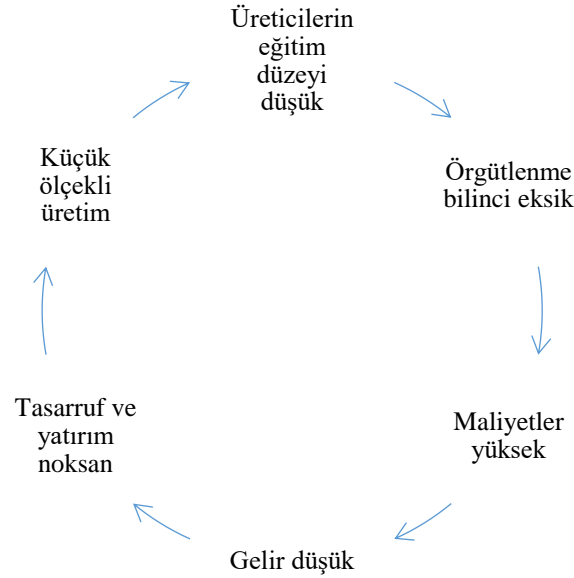 Üreticilerin
eğitim
düzeyi
düşük
Örgütlenme
bilinci eksik
Maliyetler
yüksek
Gelir düşük
Tasarruf ve
yatırım
noksan
Küçük
ölçekli
üretim